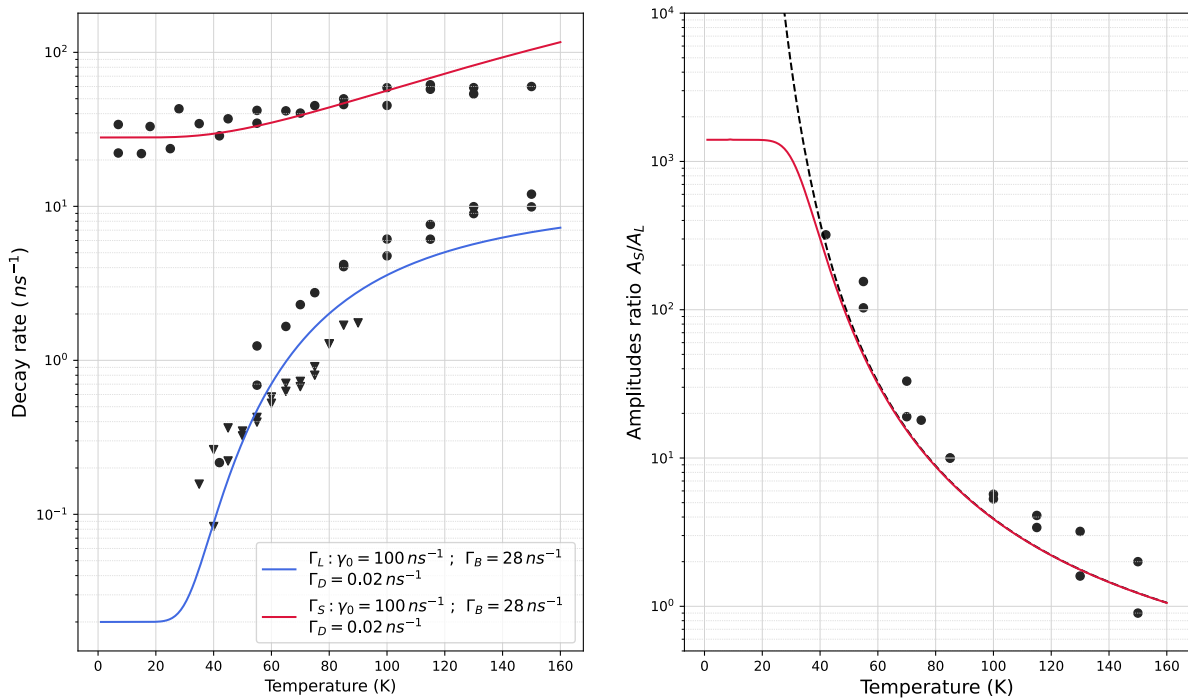 Decay rate ( ns⁻¹)
10²
10¹
10⁰
10⁻¹
Γ_L : γ₀ = 100 ns⁻¹ ; Γ_B = 28 ns⁻¹
Γ_D = 0.02 ns⁻¹
Γ_S : γ₀ = 100 ns⁻¹ ; Γ_B = 28 ns⁻¹
Γ_D = 0.02 ns⁻¹
0 20 40 60 80 100 120 140 160
Temperature (K)
Amplitudes ratio A_S/A_L
10⁴
10³
10²
10¹
10⁰
0 20 40 60 80 100 120 140 160
Temperature (K)